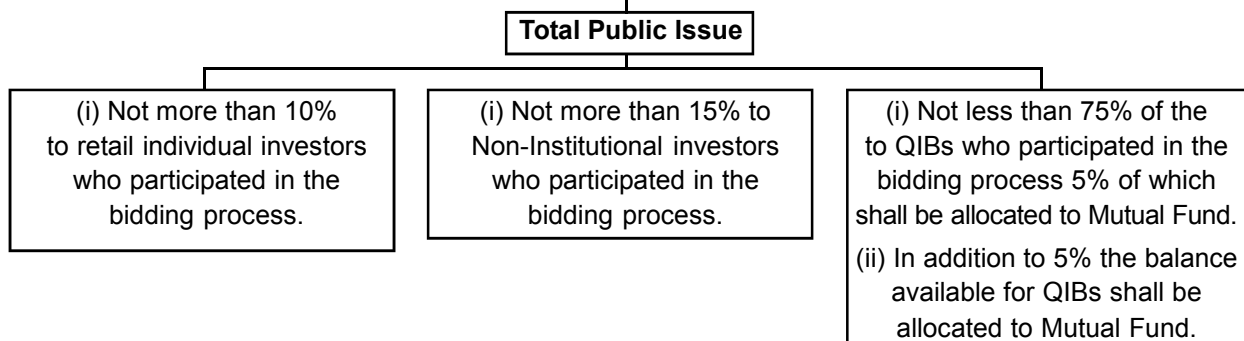 Total Public Issue
(i) Not more than 10%
to retail individual investors
who participated in the
bidding process.
(i) Not more than 15% to
Non-Institutional investors
who participated in the
bidding process.
(i) Not less than 75% of the
to QIBs who participated in the
bidding process 5% of which
shall be allocated to Mutual Fund.
(ii) In addition to 5% the balance
available for QIBs shall be
allocated to Mutual Fund.